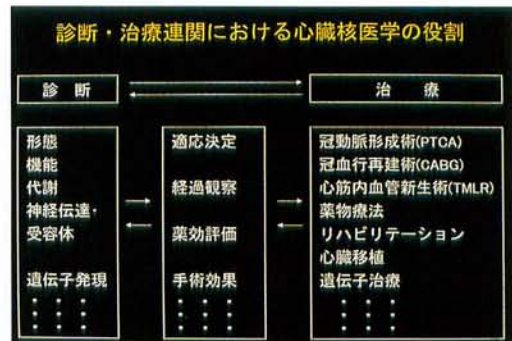 診断・治療連関における心臓核医学の役割
診 断
治 療
形態
機能
代謝
神経伝達・
受容体
遺伝子発現
適応決定
経過観察
薬効評価
手術効果
冠動脈形成術(PTCA)
冠血行再建術(CABG)
心筋内血管新生術(TMLR)
薬物療法
リハビリテーション
心臓移植
遺伝子治療